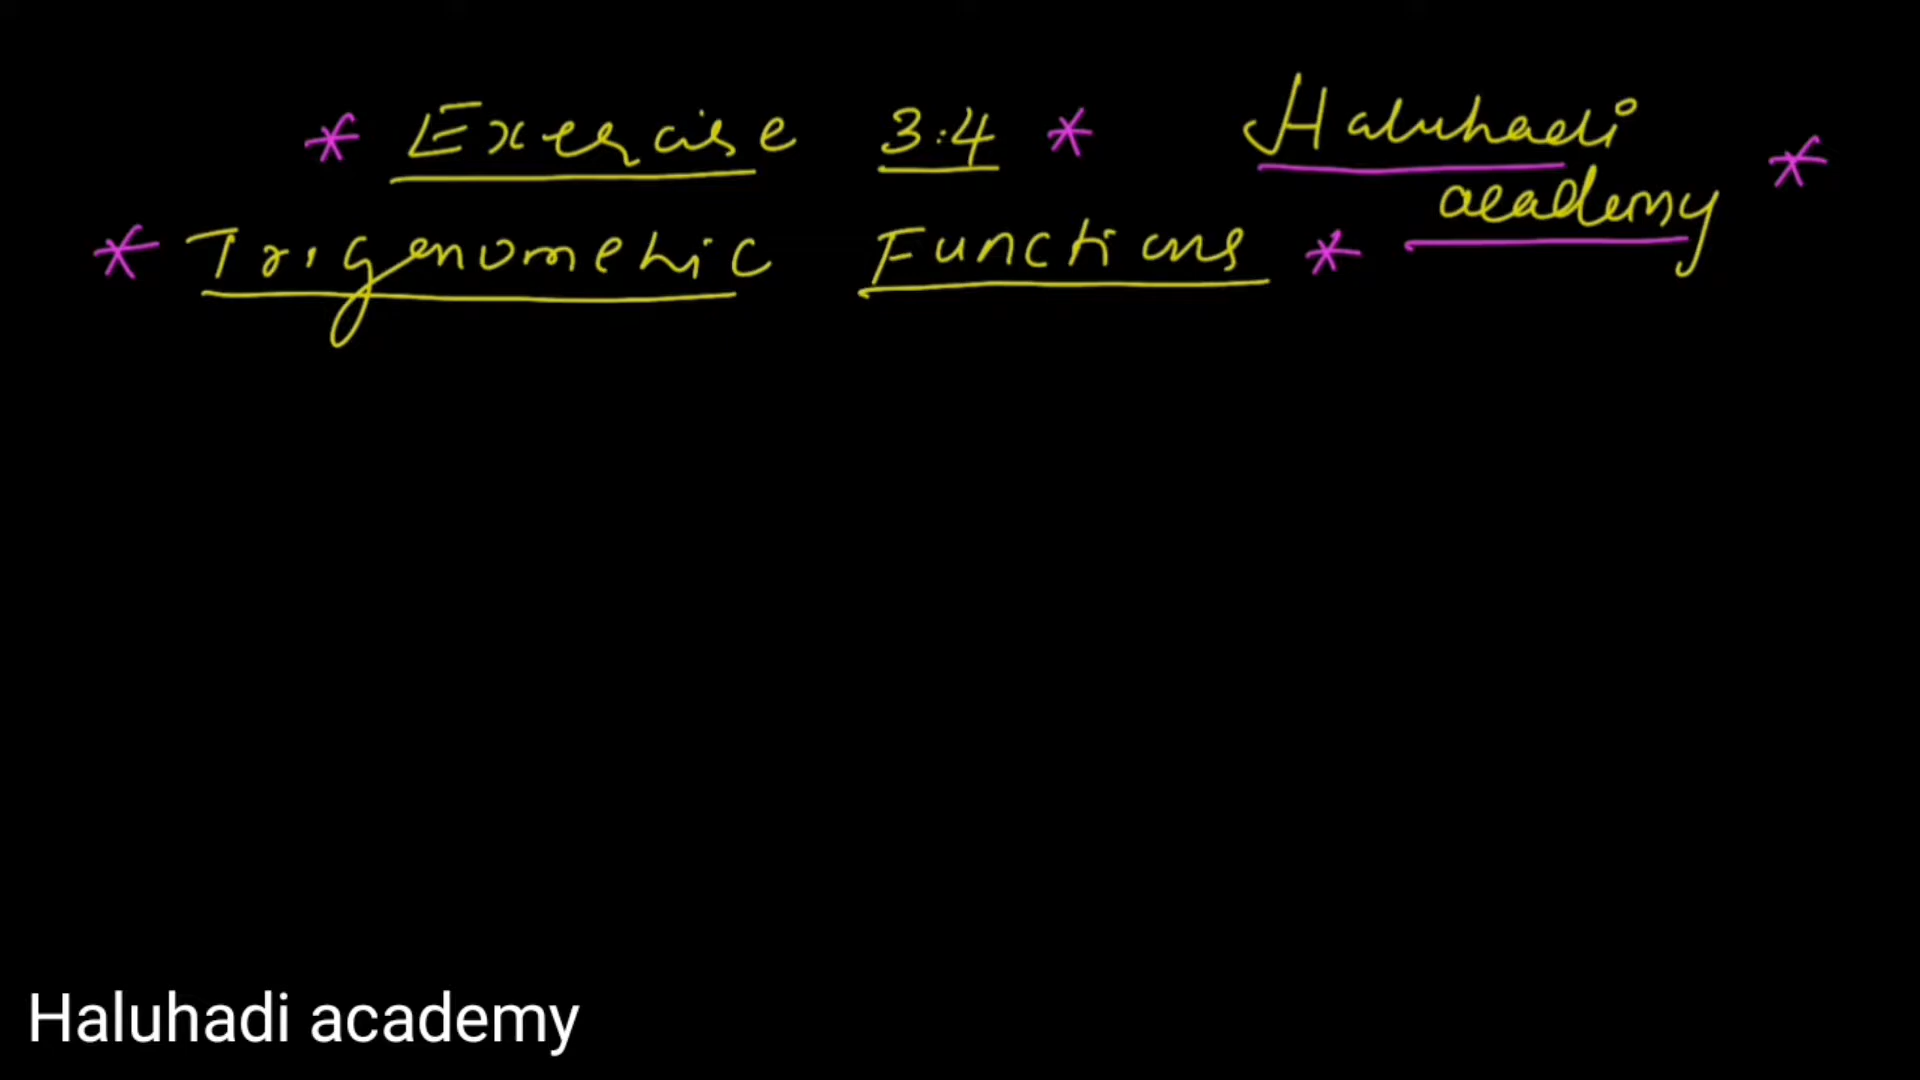 * Exercise 3.4 *
Haluhadi
academy *
* Trigonometric Functions *
Haluhadi academy